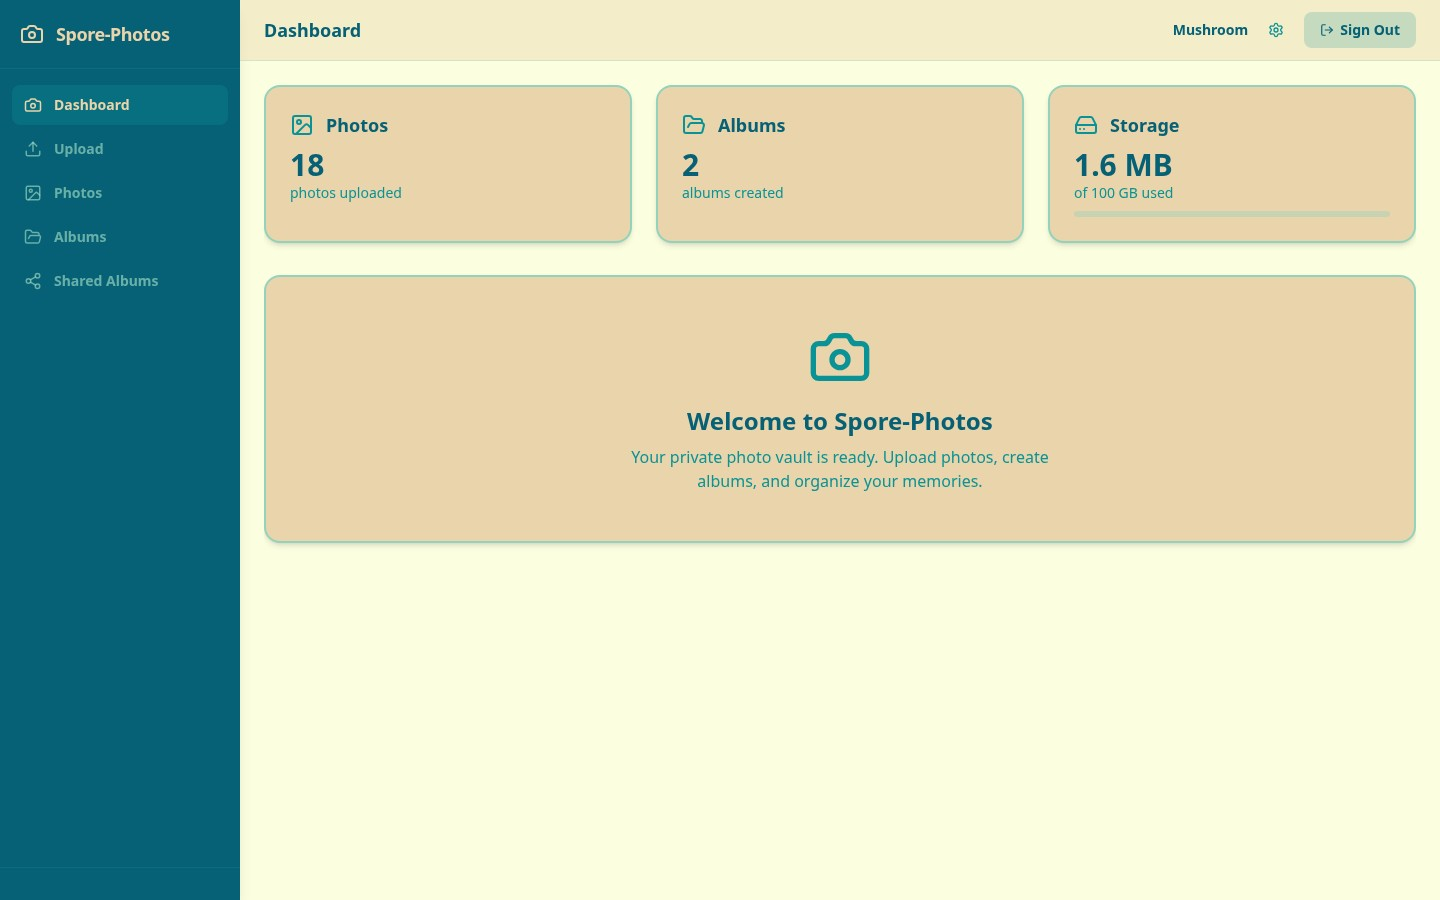 Spore-Photos
Dashboard
Upload
Photos
Albums
Shared Albums
Dashboard
Mushroom
Sign Out
Photos
18
photos uploaded
Albums
2
albums created
Storage
1.6 MB
of 100 GB used
Welcome to Spore-Photos
Your private photo vault is ready. Upload photos, create
albums, and organize your memories.